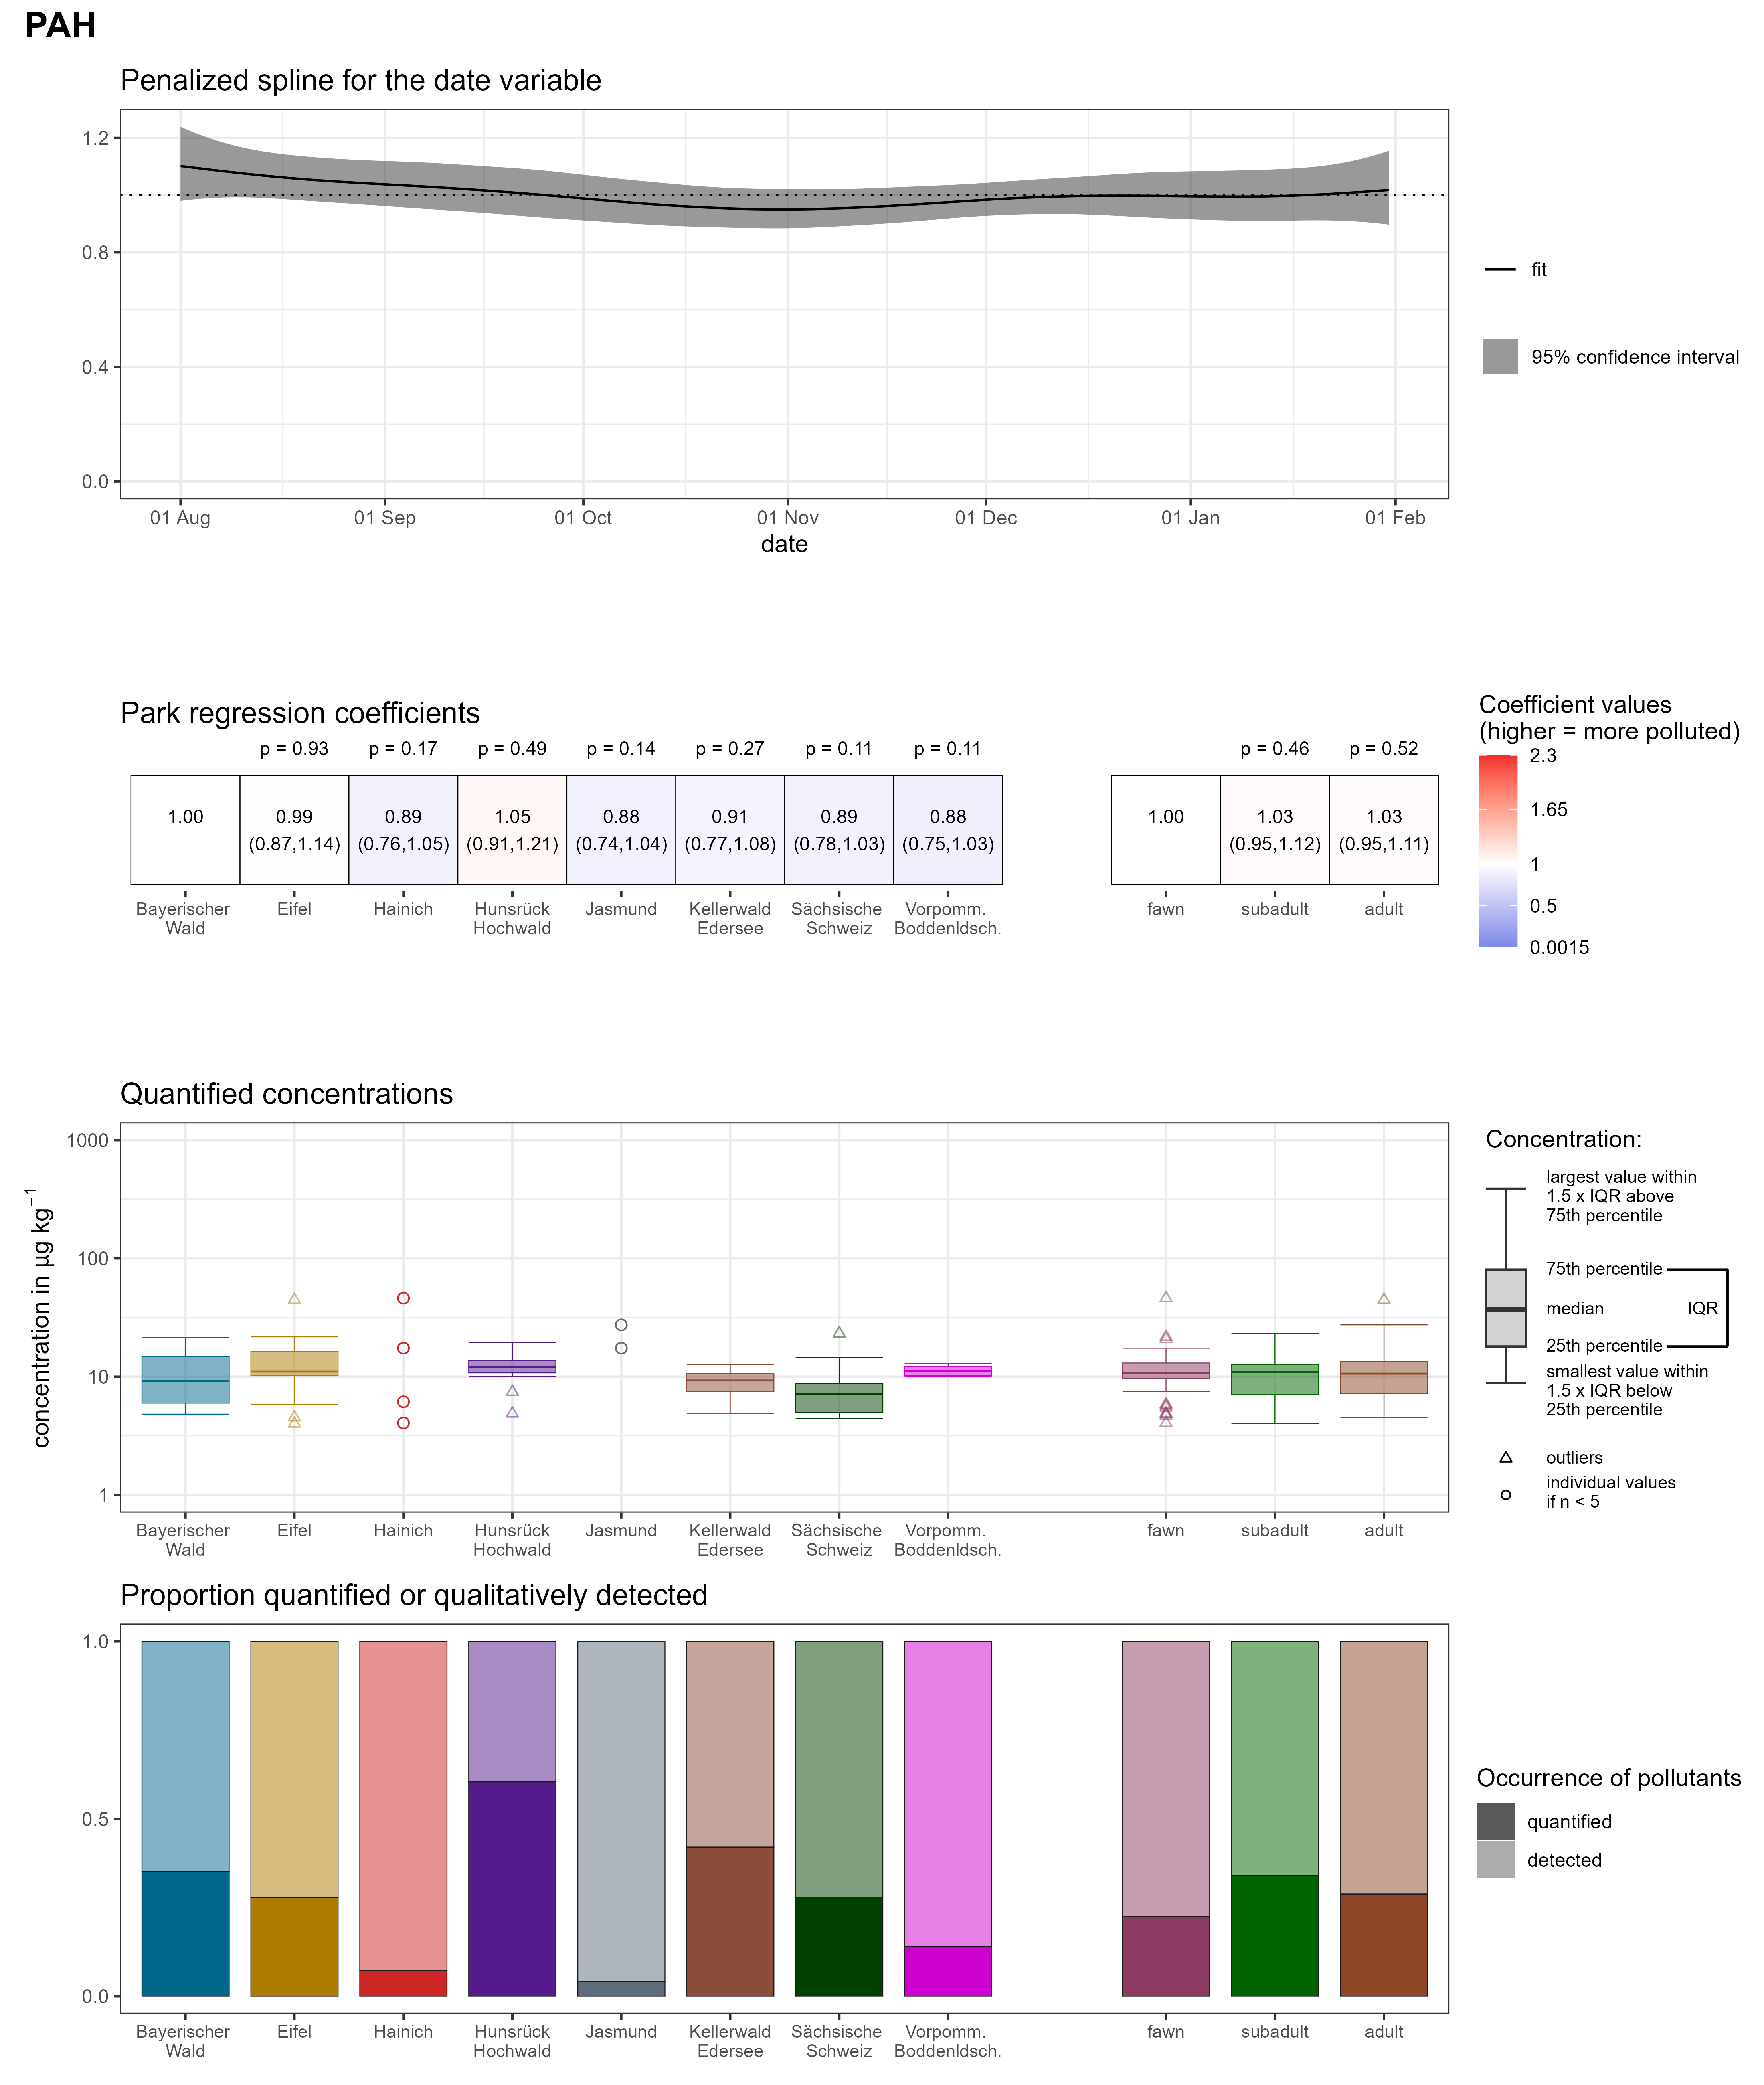 PAH
Penalized spline for the date variable
1.2
0.8
0.4
0.0
01 Aug 01 Sep 01 Oct 01 Nov 01 Dec 01 Jan 01 Feb
date
fit
95% confidence interval
Park regression coefficients
p = 0.93 p = 0.17 p = 0.49 p = 0.14 p = 0.27 p = 0.11 p = 0.11 p = 0.46 p = 0.52
1.00 0.99 0.89 1.05 0.88 0.91 0.89 0.88 1.00 1.03 1.03
(0.87,1.14) (0.76,1.05) (0.91,1.21) (0.74,1.04) (0.77,1.08) (0.78,1.03) (0.75,1.03) (0.95,1.12) (0.95,1.11)
Bayerischer Eifel Hainich Hunsrück Jasmund Kellerwald Sächsische Vorpomm. fawn subadult adult
Wald Hochwald Edersee Schweiz Boddenldsch.
Coefficient values
(higher = more polluted)
2.3
1.65
1
0.5
0.0015
Quantified concentrations
concentration in µg kg⁻¹
1000
100
10
1
Bayerischer Eifel Hainich Hunsrück Jasmund Kellerwald Sächsische Vorpomm. fawn subadult adult
Wald Hochwald Edersee Schweiz Boddenldsch.
Concentration:
largest value within
1.5 x IQR above
75th percentile
75th percentile
median IQR
25th percentile
smallest value within
1.5 x IQR below
25th percentile
outliers
individual values
if n < 5
Proportion quantified or qualitatively detected
1.0
0.5
0.0
Bayerischer Eifel Hainich Hunsrück Jasmund Kellerwald Sächsische Vorpomm. fawn subadult adult
Wald Hochwald Edersee Schweiz Boddenldsch.
Occurrence of pollutants
quantified
detected